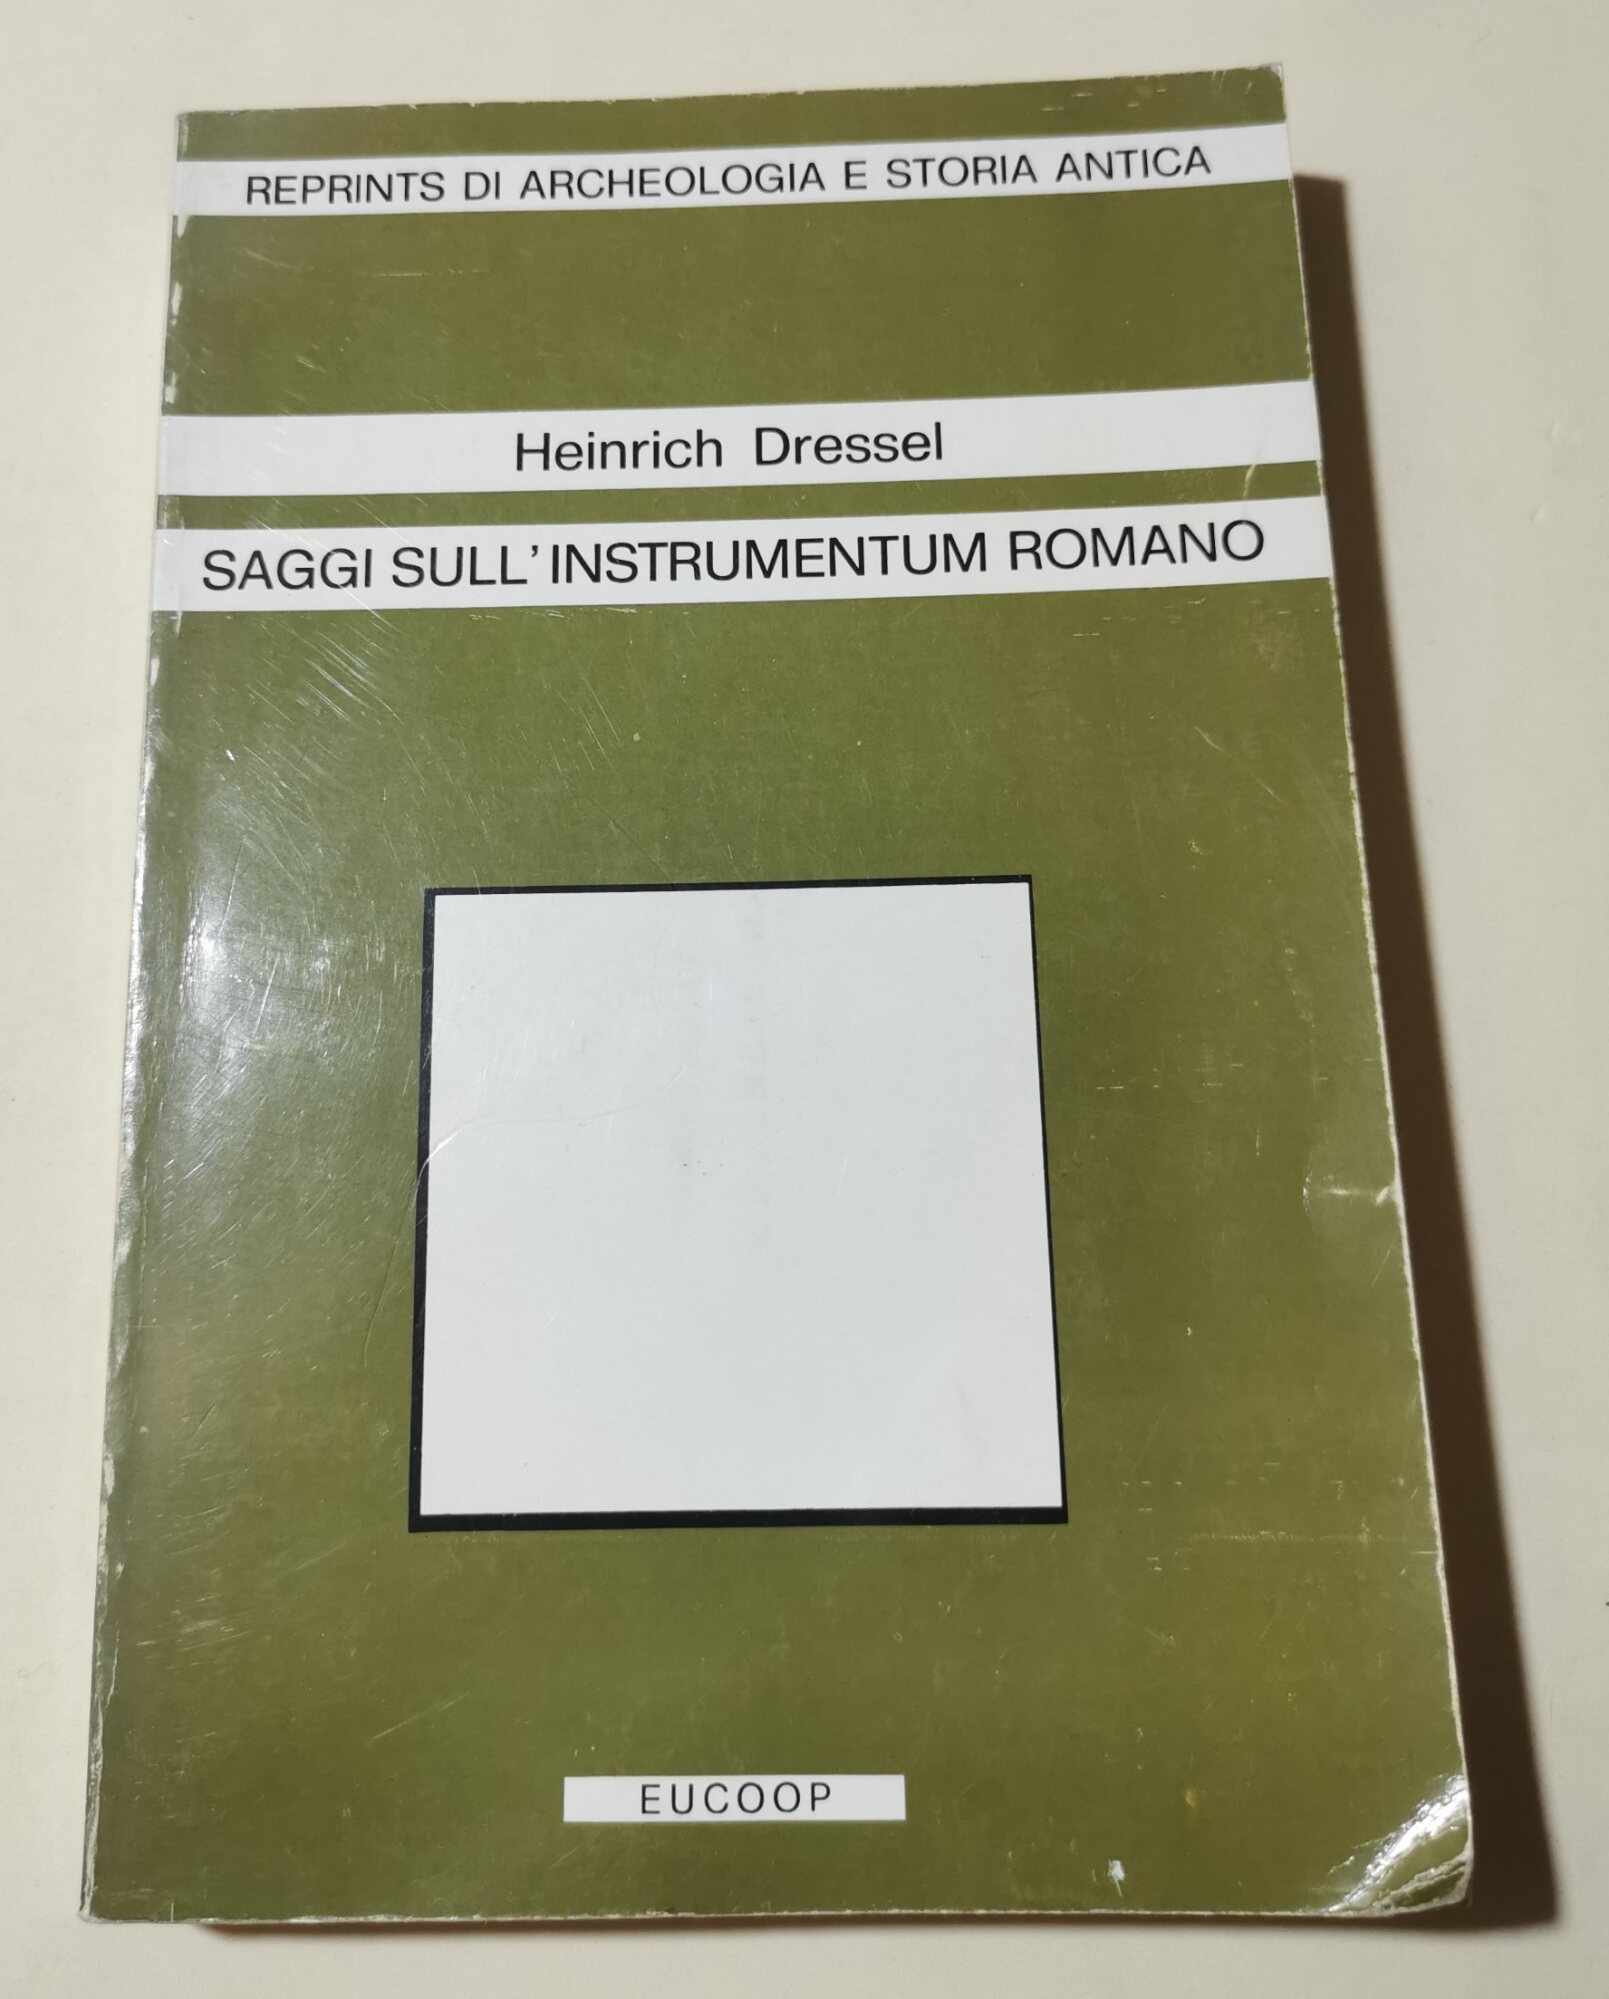 REPRINTS DI ARCHEOLOGIA E STORIA ANTICA
Heinrich Dressel
SAGGI SULL'INSTRUMENTUM ROMANO
EUCOOP